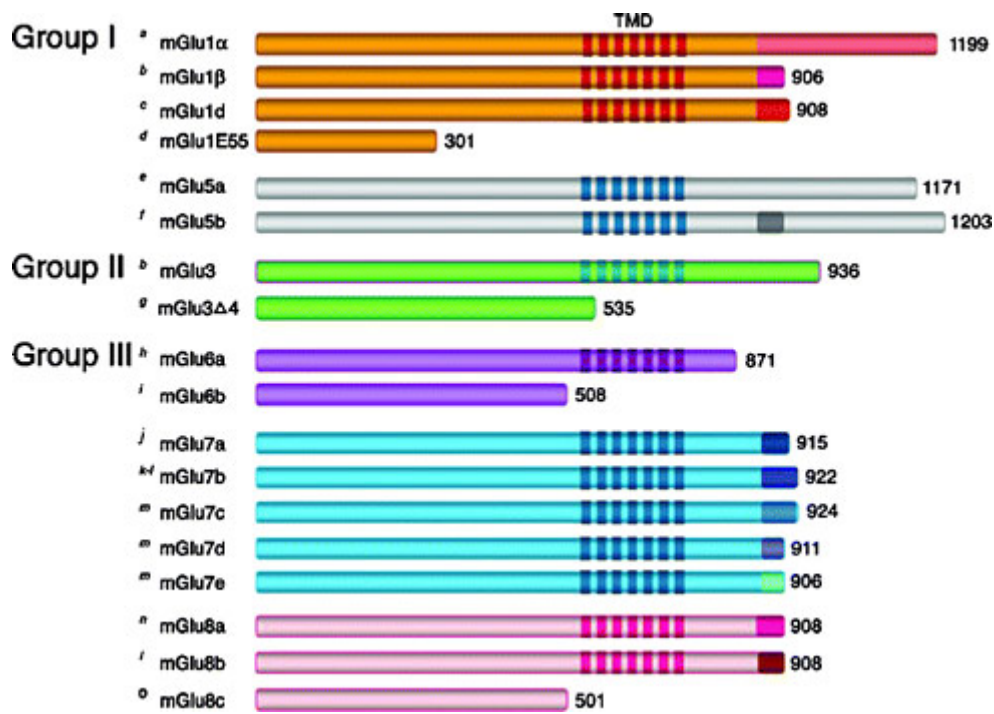 TMD
Group I a mGlu1α 1199
b mGlu1β 906
c mGlu1d 908
d mGlu1E55 301
e mGlu5a 1171
f mGlu5b 1203
Group II b mGlu3 936
g mGlu3Δ4 535
Group III h mGlu6a 871
i mGlu6b 508
j mGlu7a 915
k-l mGlu7b 922
m mGlu7c 924
m mGlu7d 911
m mGlu7e 906
n mGlu8a 908
l mGlu8b 908
o mGlu8c 501